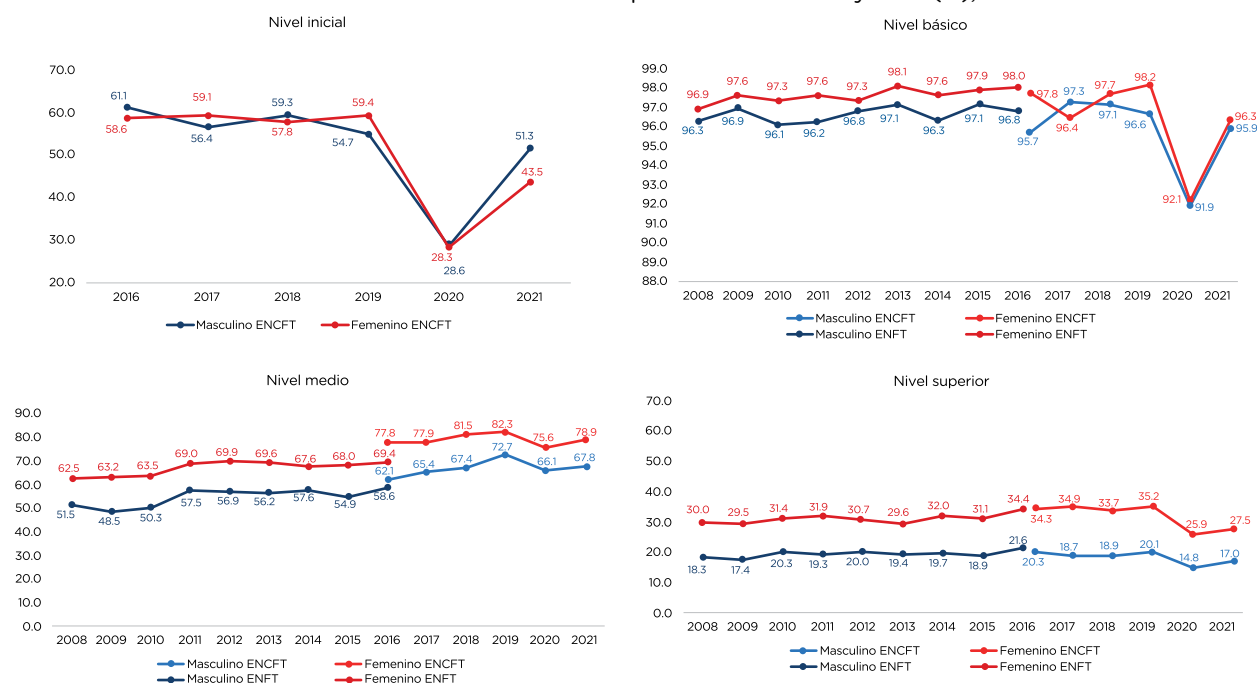 Nivel inicial
70.0
60.0
50.0
40.0
30.0
20.0
61.1
58.6
59.1
56.4
59.3
57.8
59.4
54.7
28.3
28.6
51.3
43.5
2016 2017 2018 2019 2020 2021
Masculino ENCFT Femenino ENCFT
Nivel básico
99.0
98.0
97.0
96.0
95.0
94.0
93.0
92.0
91.0
90.0
89.0
88.0
96.9 97.6 97.3 97.6 97.3 98.1 97.6 97.9 98.0
96.3 96.9 96.1 96.2 96.8 97.1 96.3 97.1 96.8
97.8 96.4 97.7 98.2 92.1 96.3
95.7 97.3 97.1 96.6 91.9 95.9
2008 2009 2010 2011 2012 2013 2014 2015 2016 2017 2018 2019 2020 2021
Masculino ENCFT Femenino ENCFT
Masculino ENFT Femenino ENFT
Nivel medio
90.0
80.0
70.0
60.0
50.0
40.0
30.0
20.0
10.0
0.0
62.5 63.2 63.5 69.0 69.9 69.6 67.6 68.0 69.4
51.5 48.5 50.3 57.5 56.9 56.2 57.6 54.9 58.6
77.8 77.9 81.5 82.3 75.6 78.9
62.1 65.4 67.4 72.7 66.1 67.8
2008 2009 2010 2011 2012 2013 2014 2015 2016 2017 2018 2019 2020 2021
Masculino ENCFT Femenino ENCFT
Masculino ENFT Femenino ENFT
Nivel superior
70.0
60.0
50.0
40.0
30.0
20.0
10.0
0.0
30.0 29.5 31.4 31.9 30.7 29.6 32.0 31.1 34.4
18.3 17.4 20.3 19.3 20.0 19.4 19.7 18.9 21.6
34.3 34.9 33.7 35.2 25.9 27.5
20.3 18.7 18.9 20.1 14.8 17.0
2008 2009 2010 2011 2012 2013 2014 2015 2016 2017 2018 2019 2020 2021
Masculino ENCFT Femenino ENCFT
Masculino ENFT Femenino ENFT